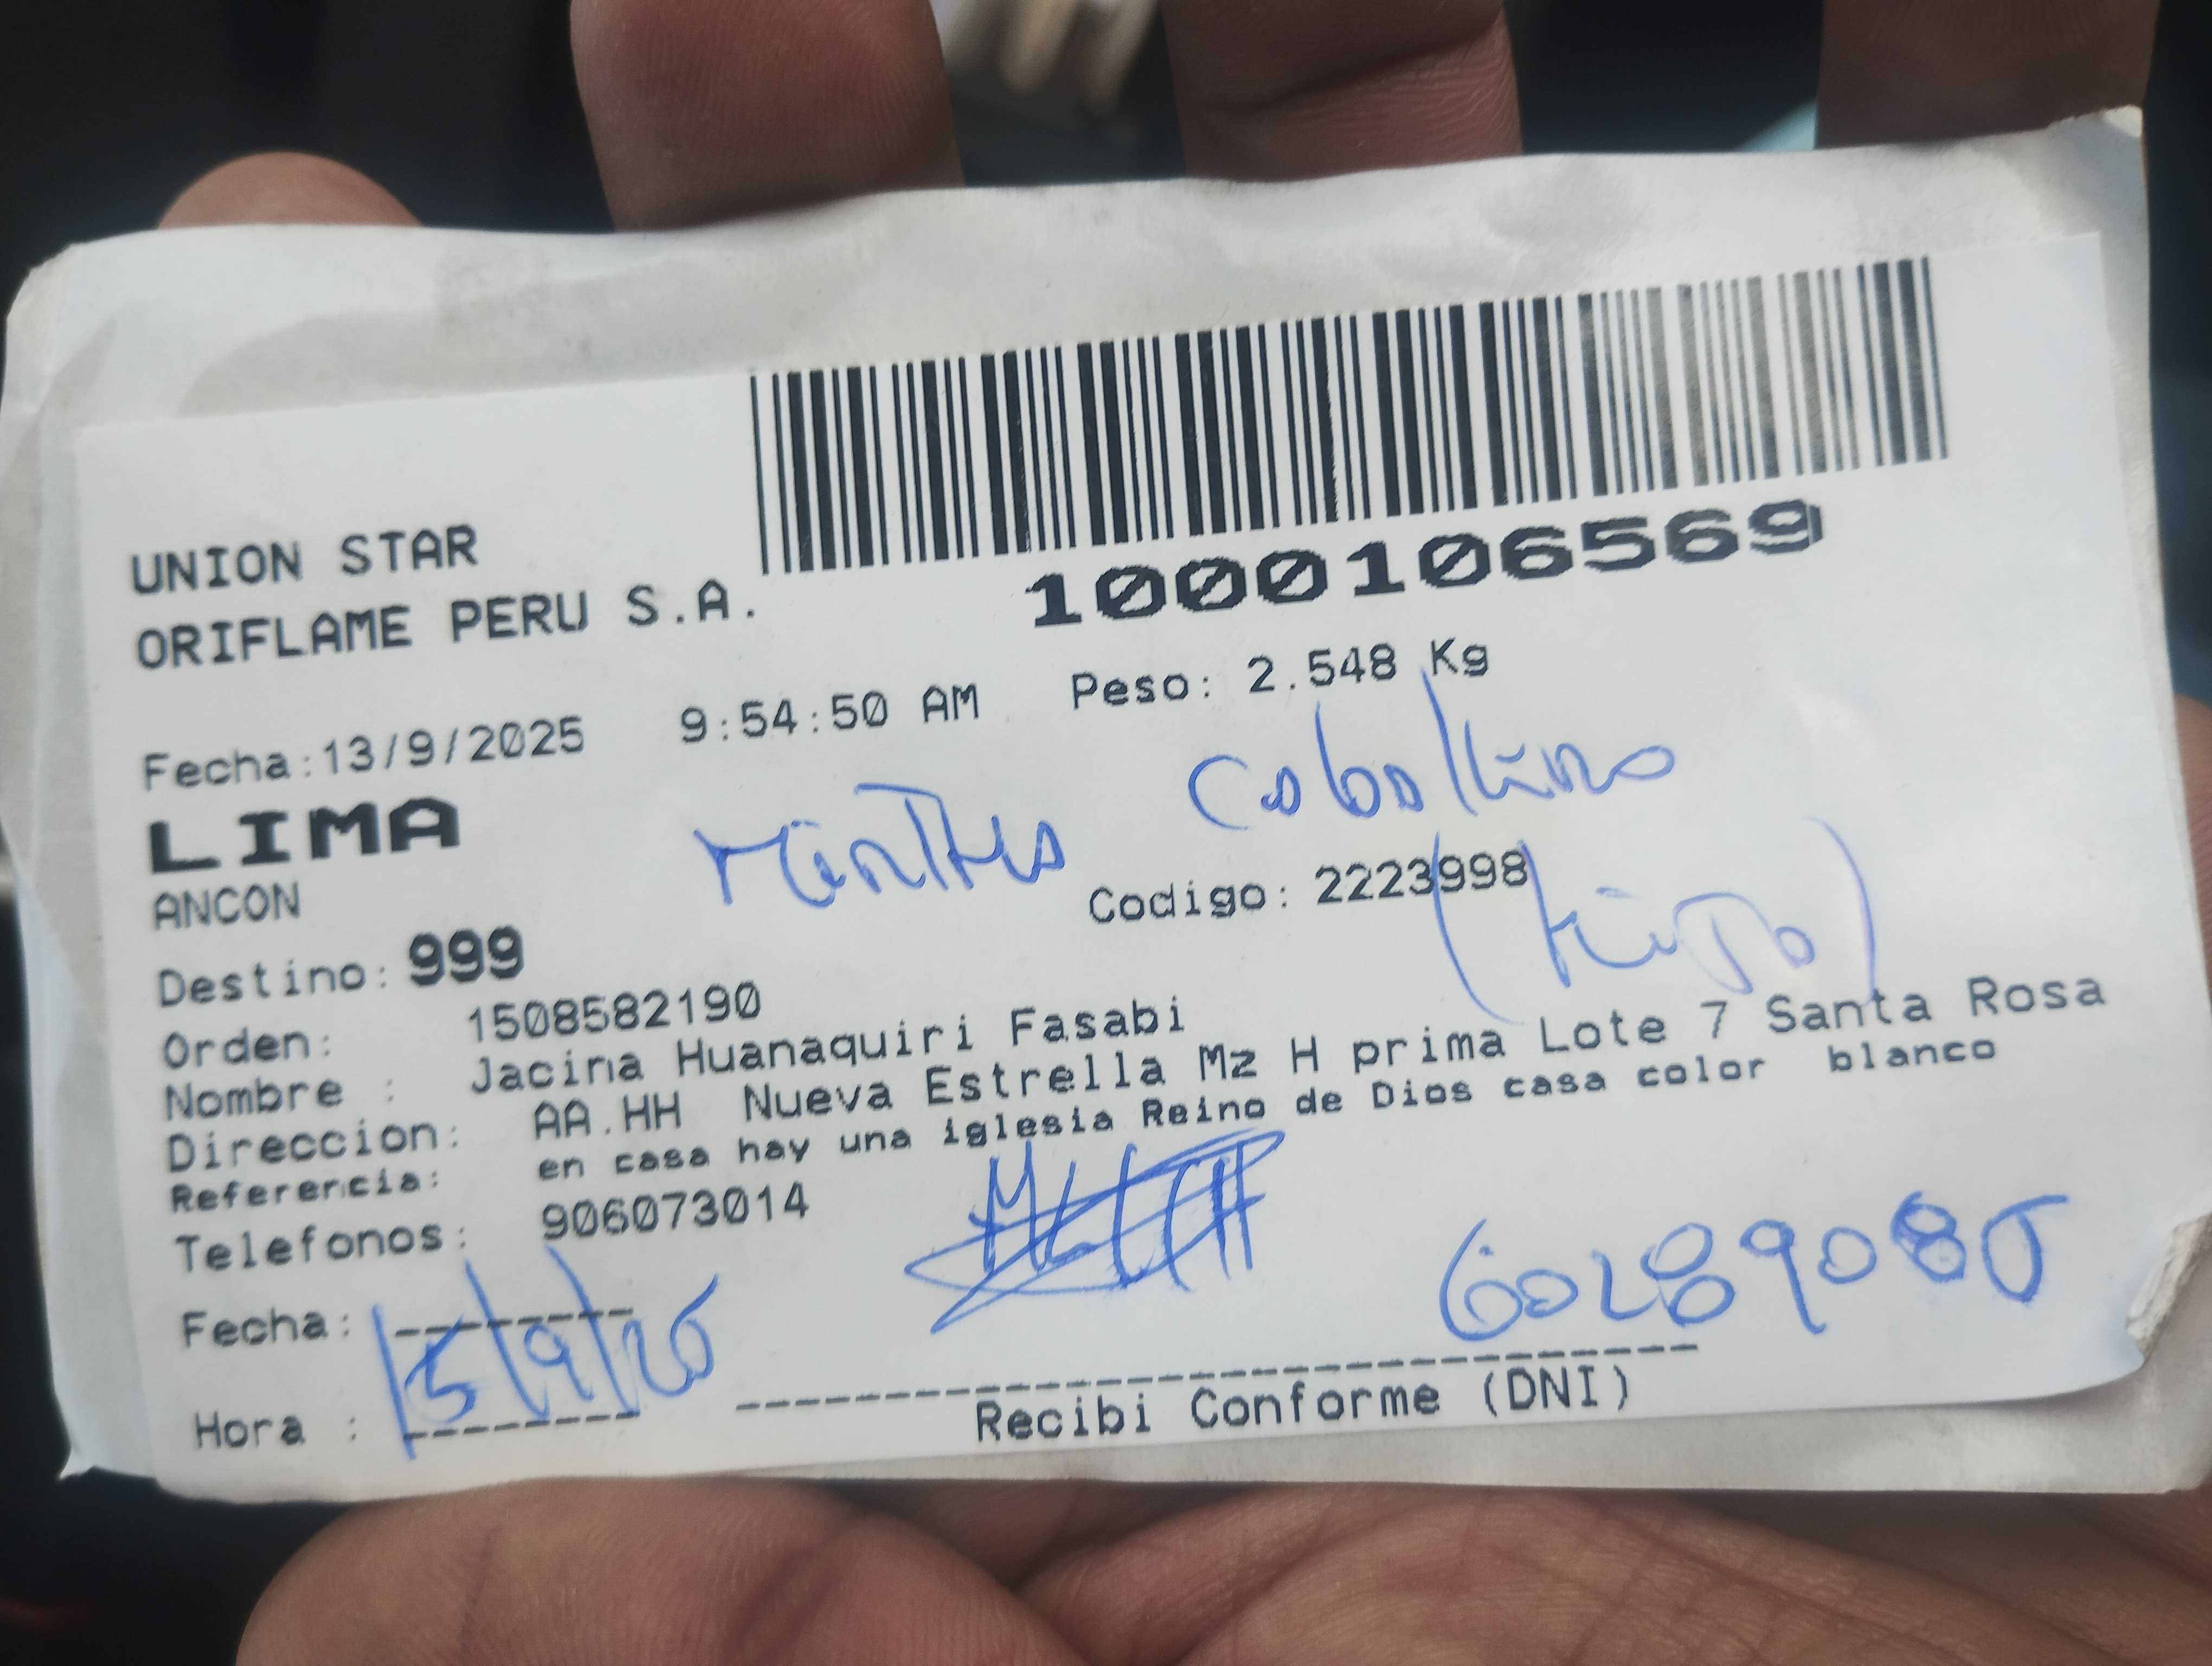 UNION STAR
ORIFLAME PERU S.A.
1000106569
Fecha:13/9/2025 9:54:50 AM Peso: 2.548 Kg
LIMA
ANCON
Codigo: 2223998
Destino: 999
Orden: 1508582190
Nombre : Jacina Huanaquiri Fasabi
Direccion: AA.HH Nueva Estrella Mz H prima Lote 7 Santa Rosa
Referencia: en casa hay una iglesia Reino de Dios casa color blanco
Telefonos: 906073014
Fecha: 15/9/25
Hora :
Recibi Conforme (DNI)